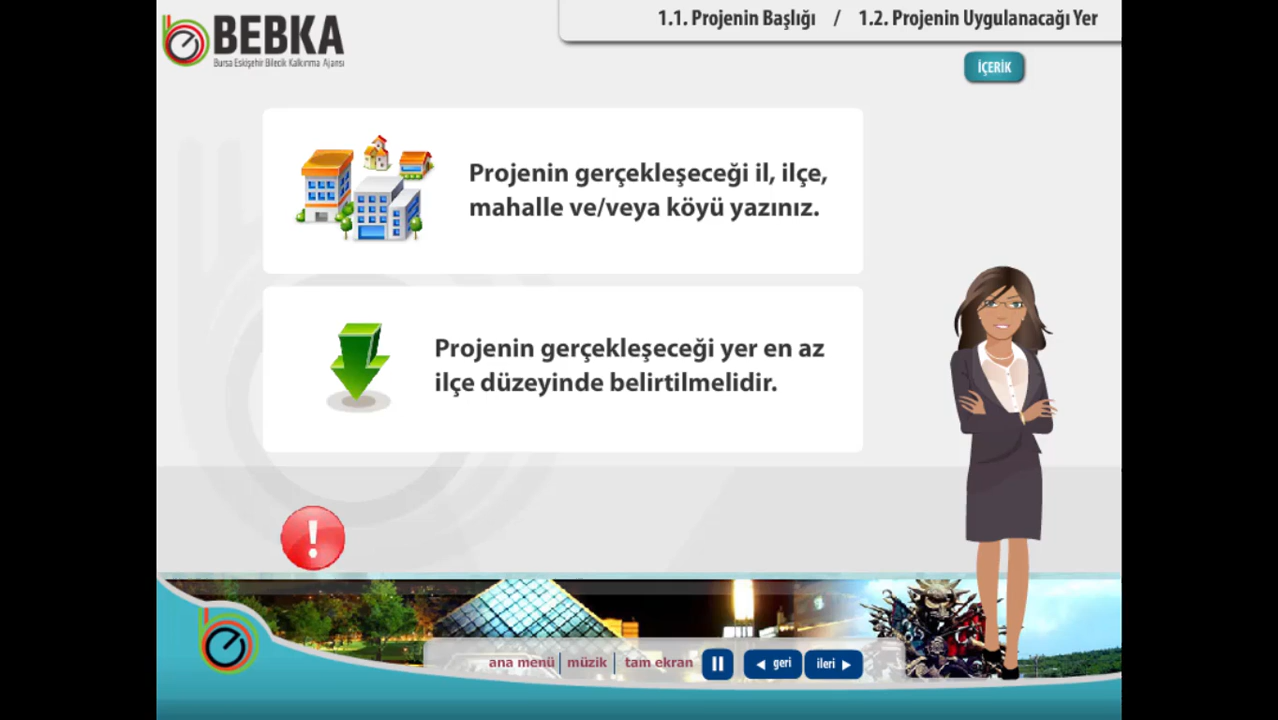 BEBKA
Bursa Eskişehir Bilecik Kalkınma Ajansı
1.1. Projenin Başlığı / 1.2. Projenin Uygulanacağı Yer
İÇERİK
Projenin gerçekleşeceği il, ilçe,
mahalle ve/veya köyü yazınız.
Projenin gerçekleşeceği yer en az
ilçe düzeyinde belirtilmelidir.
!
ana menü | müzik | tam ekran
geri
ileri